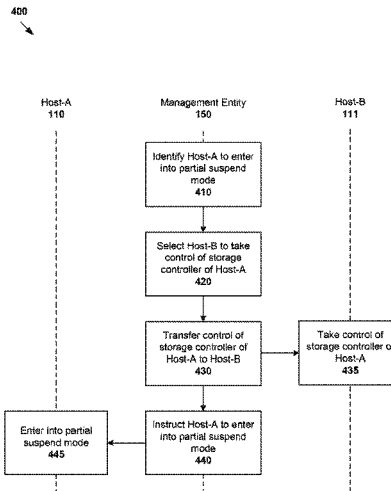 400
Host-A
110
Management Entity
150
Host-B
111
Identify Host-A to enter
into partial suspend
mode
410
Select Host-B to take
control of storage
controller of Host-A
420
Transfer control of
storage controller of
Host-A to Host-B
430
Take control of
storage controller of
Host-A
435
Instruct Host-A to enter
into partial suspend
mode
440
Enter into partial
suspend mode
445